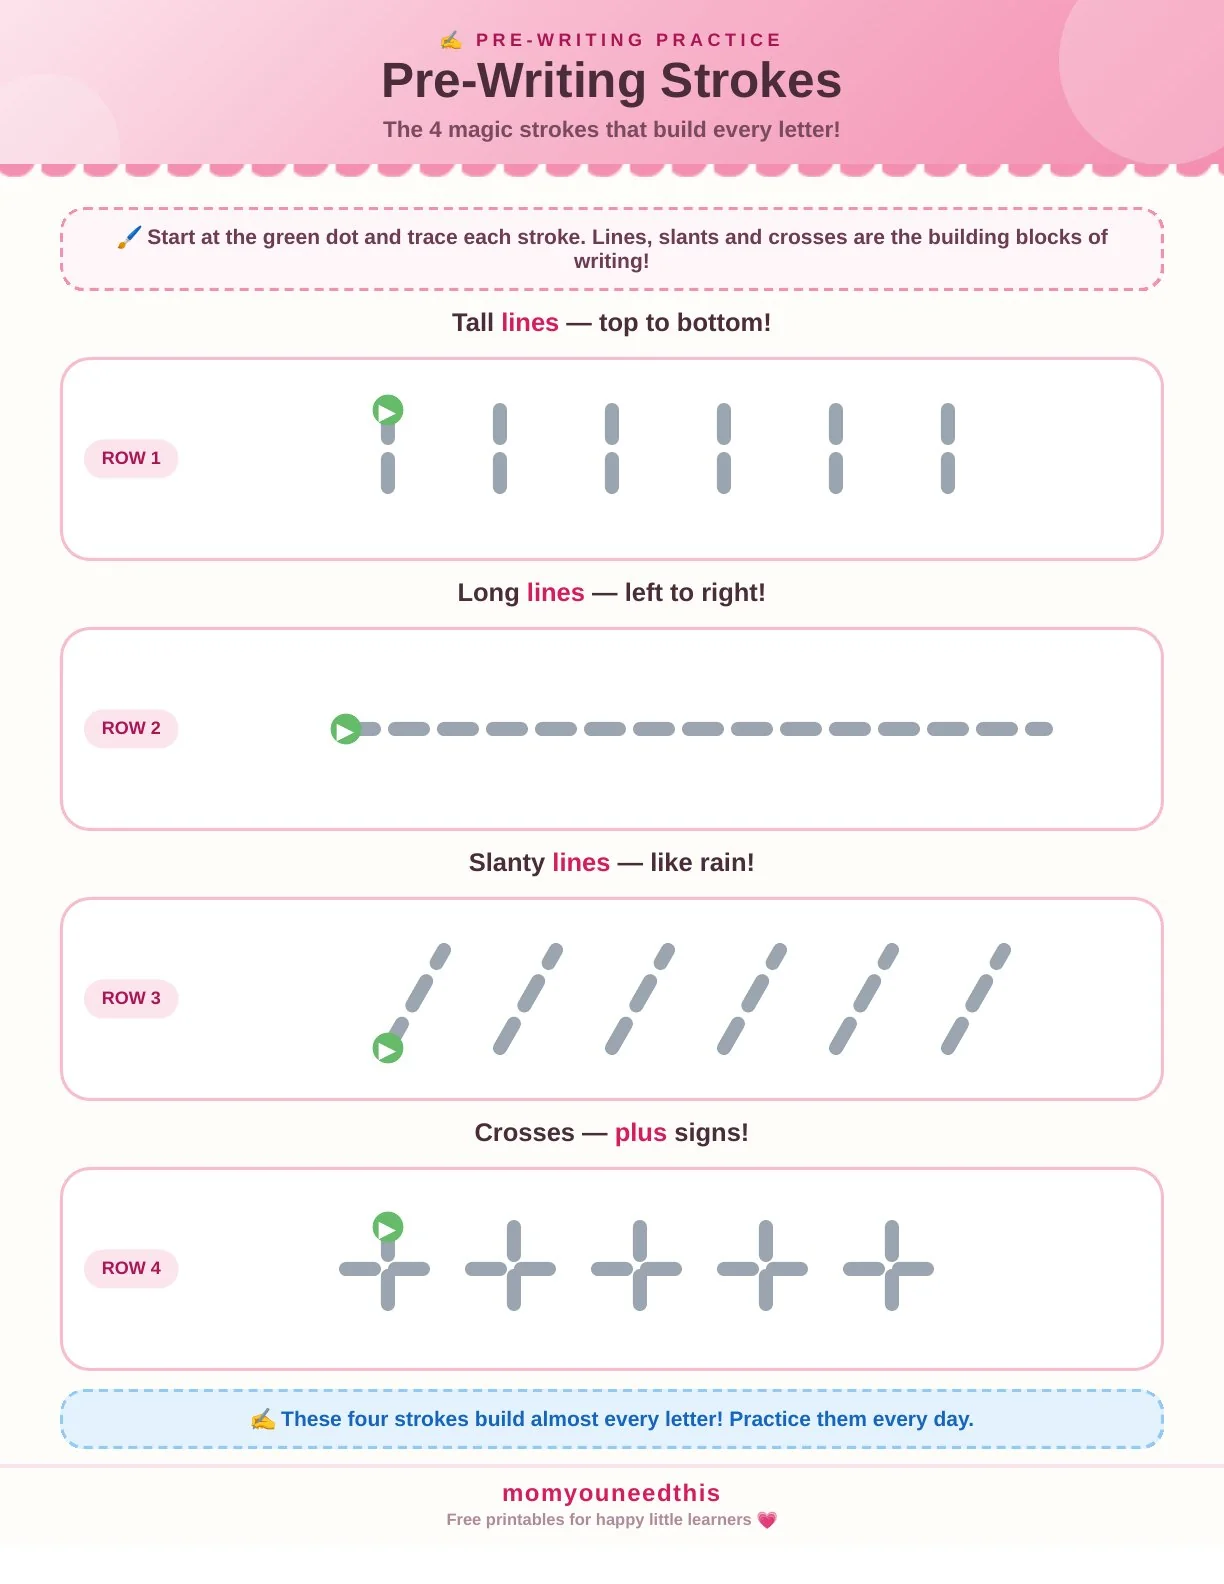 ✍️ PRE-WRITING PRACTICE
Pre-Writing Strokes
The 4 magic strokes that build every letter!
🖌️ Start at the green dot and trace each stroke. Lines, slants and crosses are the building blocks of
writing!
Tall lines — top to bottom!
ROW 1
Long lines — left to right!
ROW 2
Slanty lines — like rain!
ROW 3
Crosses — plus signs!
ROW 4
✍️ These four strokes build almost every letter! Practice them every day.
momyouneedthis
Free printables for happy little learners 💗